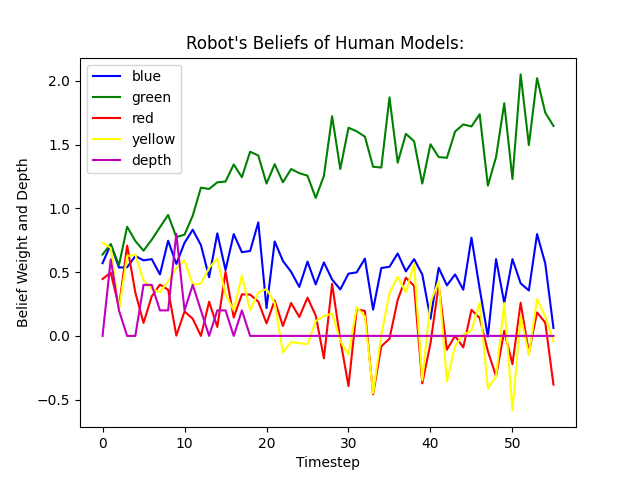 Robot's Beliefs of Human Models:
blue
green
red
yellow
depth
Belief Weight and Depth
2.0
1.5
1.0
0.5
0.0
−0.5
0 10 20 30 40 50
Timestep